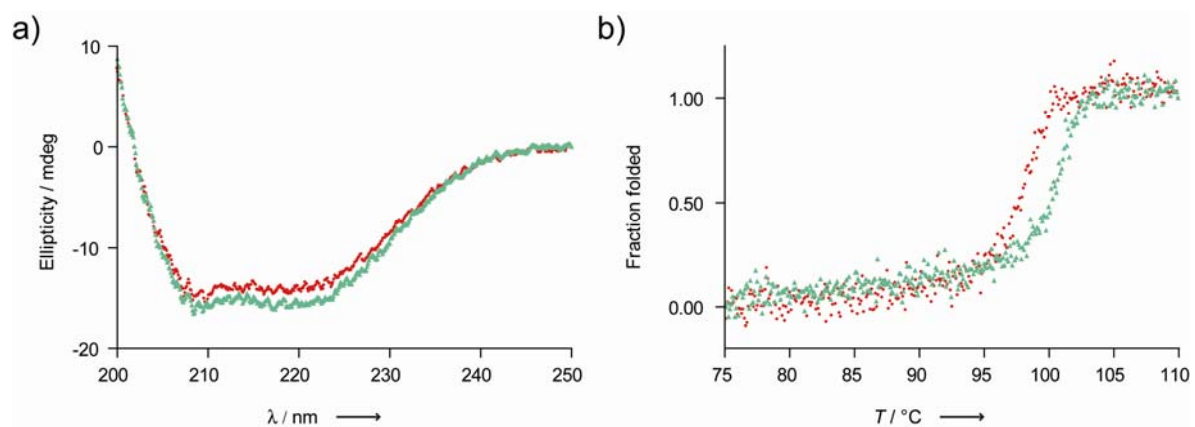 a)
10
0
-10
-20
Ellipticity / mdeg
200 210 220 230 240 250
λ / nm
b)
1.00
0.50
0.00
Fraction folded
75 80 85 90 95 100 105 110
T / °C